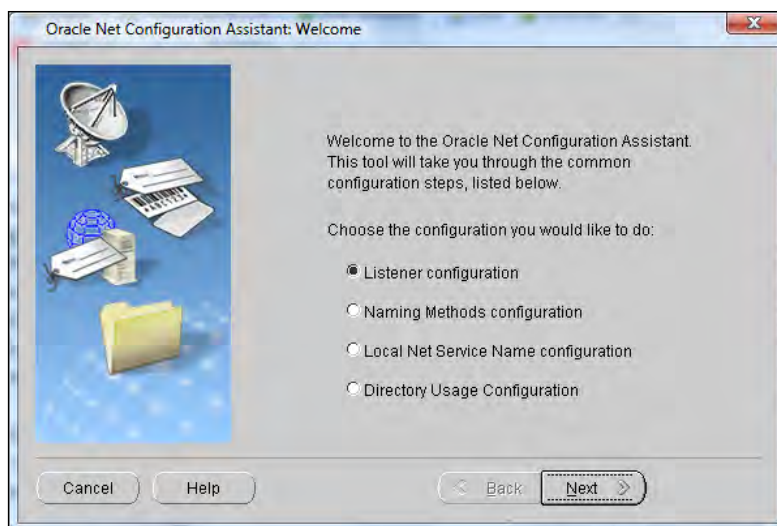 Oracle Net Configuration Assistant: Welcome
Welcome to the Oracle Net Configuration Assistant.
This tool will take you through the common
configuration steps, listed below.
Choose the configuration you would like to do:
Listener configuration
Naming Methods configuration
Local Net Service Name configuration
Directory Usage Configuration
Cancel
Help
Back
Next